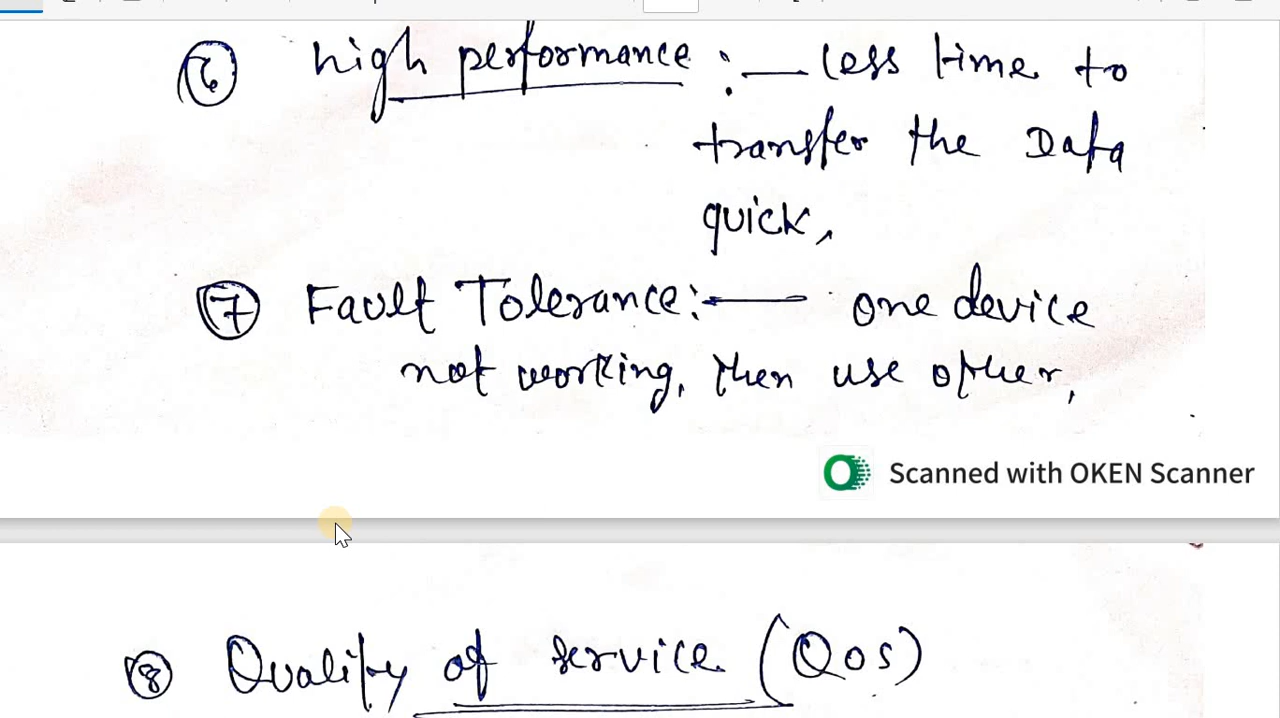 ⑥ high performance :— less time to
transfer the Data
quick,
⑦ Fault Tolerance:— one device
not working, then use other,
Scanned with OKEN Scanner
⑧ Quality of service (QoS)